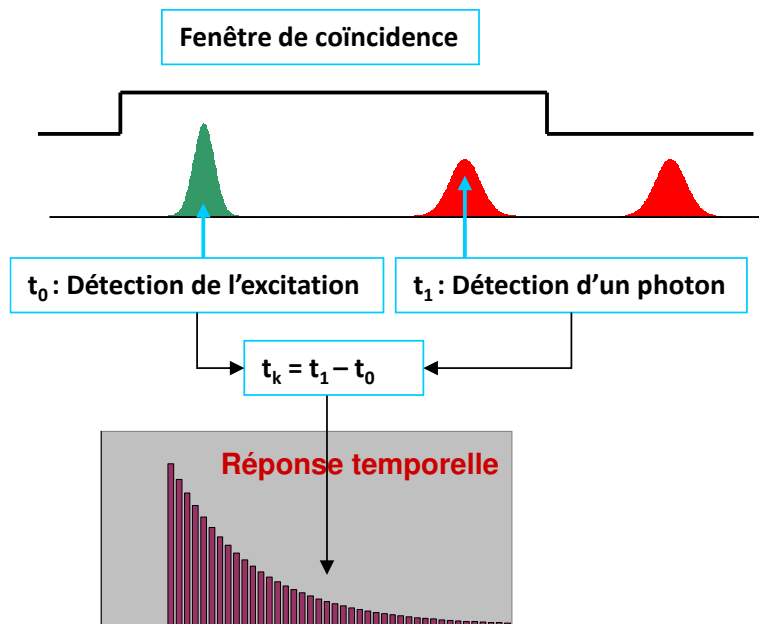 Fenêtre de coïncidence
t₀ : Détection de l'excitation
t₁ : Détection d'un photon
tₖ = t₁ – t₀
Réponse temporelle